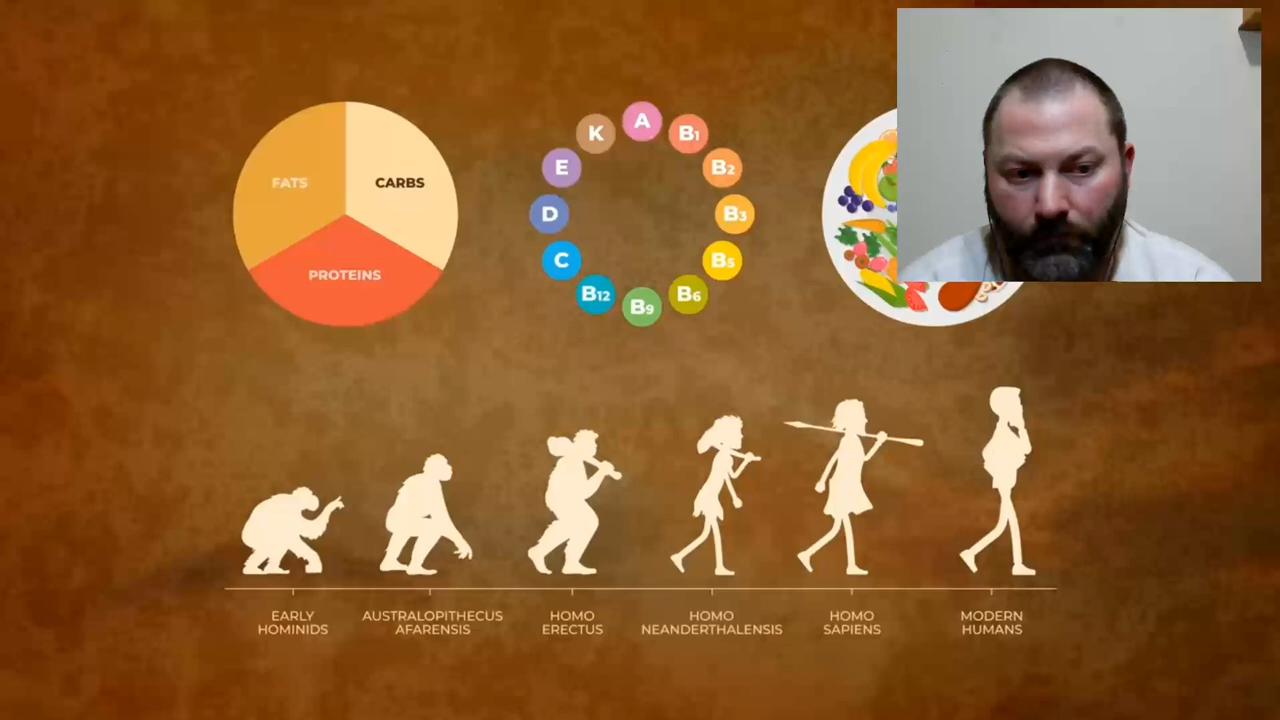 FATS
CARBS
PROTEINS
A
B1
B2
B3
B5
B6
B9
B12
C
D
E
K
EARLY
HOMINIDS
AUSTRALOPITHECUS
AFARENSIS
HOMO
ERECTUS
HOMO
NEANDERTHALENSIS
HOMO
SAPIENS
MODERN
HUMANS